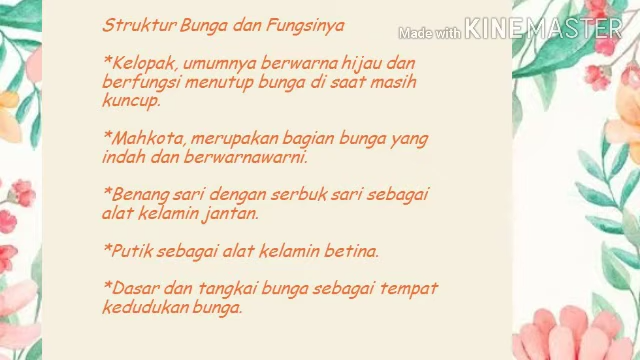 Struktur Bunga dan Fungsinya
Made with KINEMASTER
*Kelopak, umumnya berwarna hijau dan
berfungsi menutup bunga di saat masih
kuncup.
*Mahkota, merupakan bagian bunga yang
indah dan berwarnawarni.
*Benang sari dengan serbuk sari sebagai
alat kelamin jantan.
*Putik sebagai alat kelamin betina.
*Dasar dan tangkai bunga sebagai tempat
kedudukan bunga.